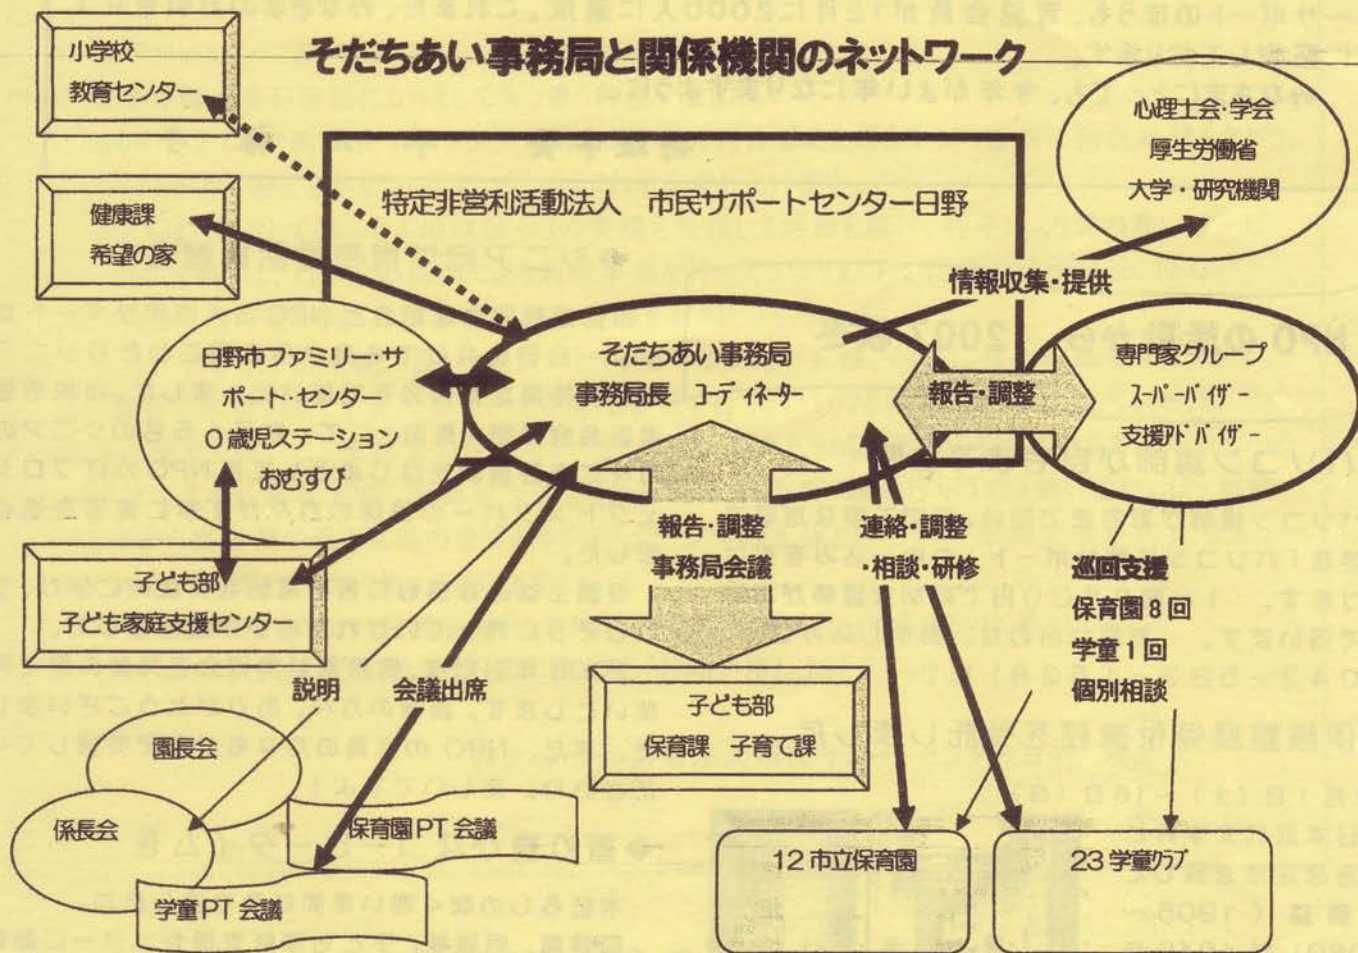 そだちあい事務局と関係機関のネットワーク
小学校
教育センター
健康課
希望の家
特定非営利活動法人 市民サポートセンター日野
心理士会・学会
厚生労働省
大学・研究機関
情報収集・提供
日野市ファミリー・サ
ポート・センター
０歳児ステーション
おむすび
そだちあい事務局
事務局長 コーディネーター
報告・調整
専門家グループ
スーパーバイザー
支援アドバイザー
報告・調整
事務局会議
連絡・調整
・相談・研修
巡回支援
保育園８回
学童１回
個別相談
子ども部
子ども家庭支援センター
説明
会議出席
子ども部
保育課 子育て課
園長会
係長会
保育園PT会議
学童PT会議
12市立保育園
23学童クラブ